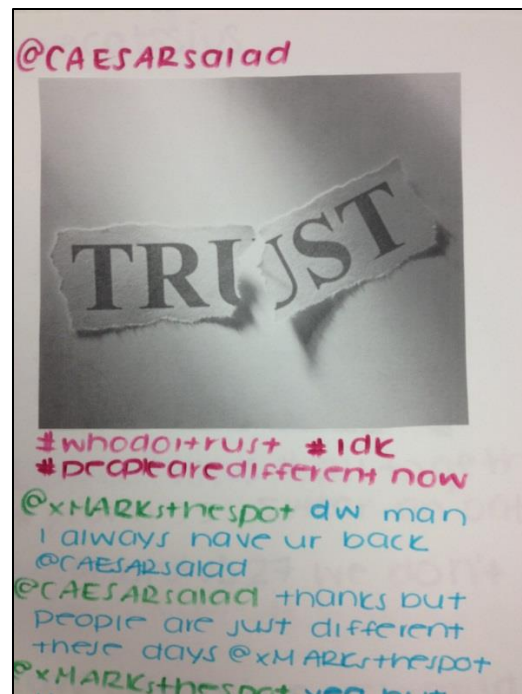 @CAESARsalad
TRUST
#whodoitrust #idk
#peoplearedifferent now
@xMARKsthespot dw man
I always have ur back
@CAESARsalad
@CAESARsalad thanks but
people are just different
these days @xMARKsthespot
@xMARKsthespot